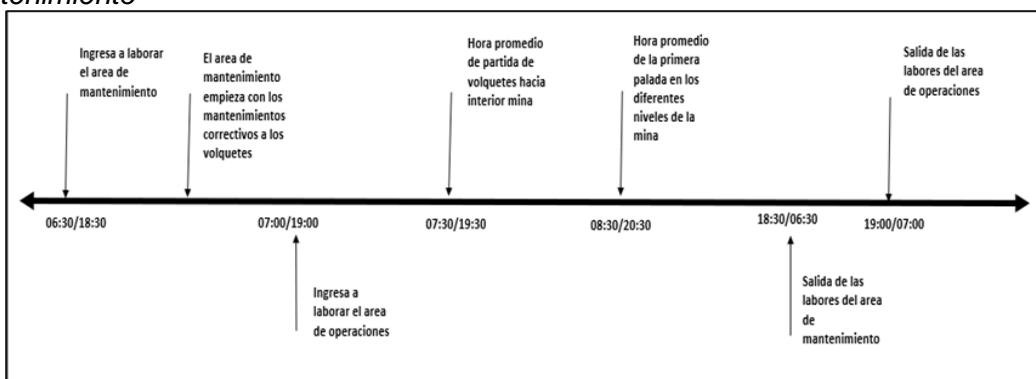 tenimiento
Ingresa a laborar
el area de
mantenimiento
El area de
mantenimiento
empieza con los
mantenimientos
correctivos a los
volquetes
Hora promedio
de partida de
volquetes hacia
interior mina
Hora promedio
de la primera
palada en los
diferentes
niveles de la
mina
Salida de las
labores del area
de operaciones
06:30/18:30
07:00/19:00
07:30/19:30
08:30/20:30
18:30/06:30
19:00/07:00
Ingresa a
laborar el area
de operaciones
Salida de las
labores del area
de
mantenimiento